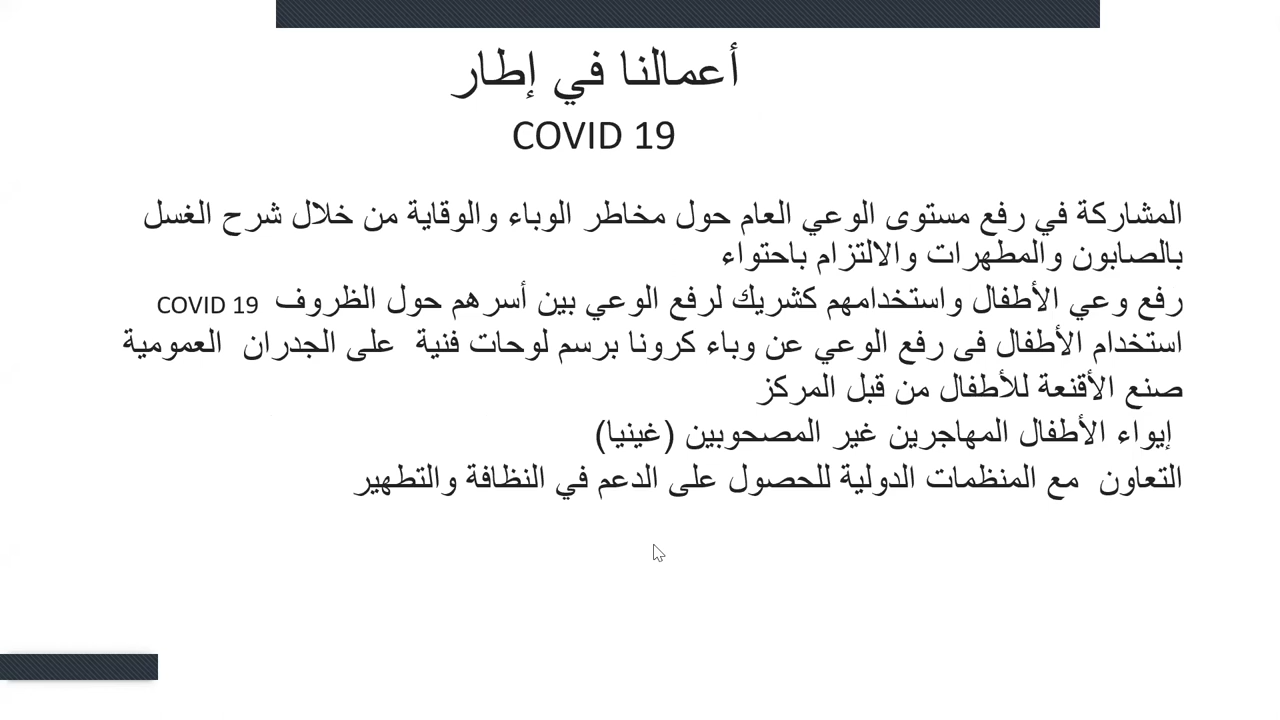 أعمالنا في إطار
COVID 19
المشاركة في رفع مستوى الوعي العام حول مخاطر الوباء والوقاية من خلال شرح الغسل
بالصابون والمطهرات والالتزام باحتواء
رفع وعي الأطفال واستخدامهم كشريك لرفع الوعي بين أسرهم حول الظروف COVID 19
استخدام الأطفال فى رفع الوعي عن وباء كرونا برسم لوحات فنية على الجدران العمومية
صنع الأقنعة للأطفال من قبل المركز
إيواء الأطفال المهاجرين غير المصحوبين (غينيا)
التعاون مع المنظمات الدولية للحصول على الدعم في النظافة والتطهير